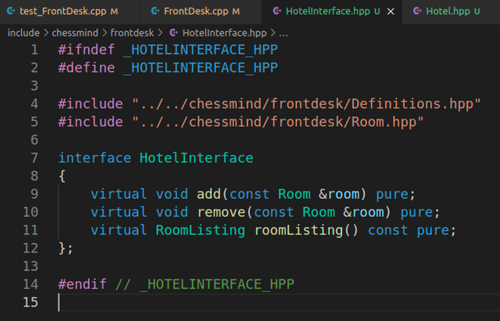 test_FrontDesk.cpp M
FrontDesk.cpp M
HotelInterface.hpp U ×
Hotel.hpp U
include > chessmind > frontdesk > HotelInterface.hpp > ...
1 #ifndef _HOTELINTERFACE_HPP
2 #define _HOTELINTERFACE_HPP
3
4 #include "../../chessmind/frontdesk/Definitions.hpp"
5 #include "../../chessmind/frontdesk/Room.hpp"
6
7 interface HotelInterface
8 {
9     virtual void add(const Room &room) pure;
10     virtual void remove(const Room &room) pure;
11     virtual RoomListing roomListing() const pure;
12 };
13
14 #endif // _HOTELINTERFACE_HPP
15